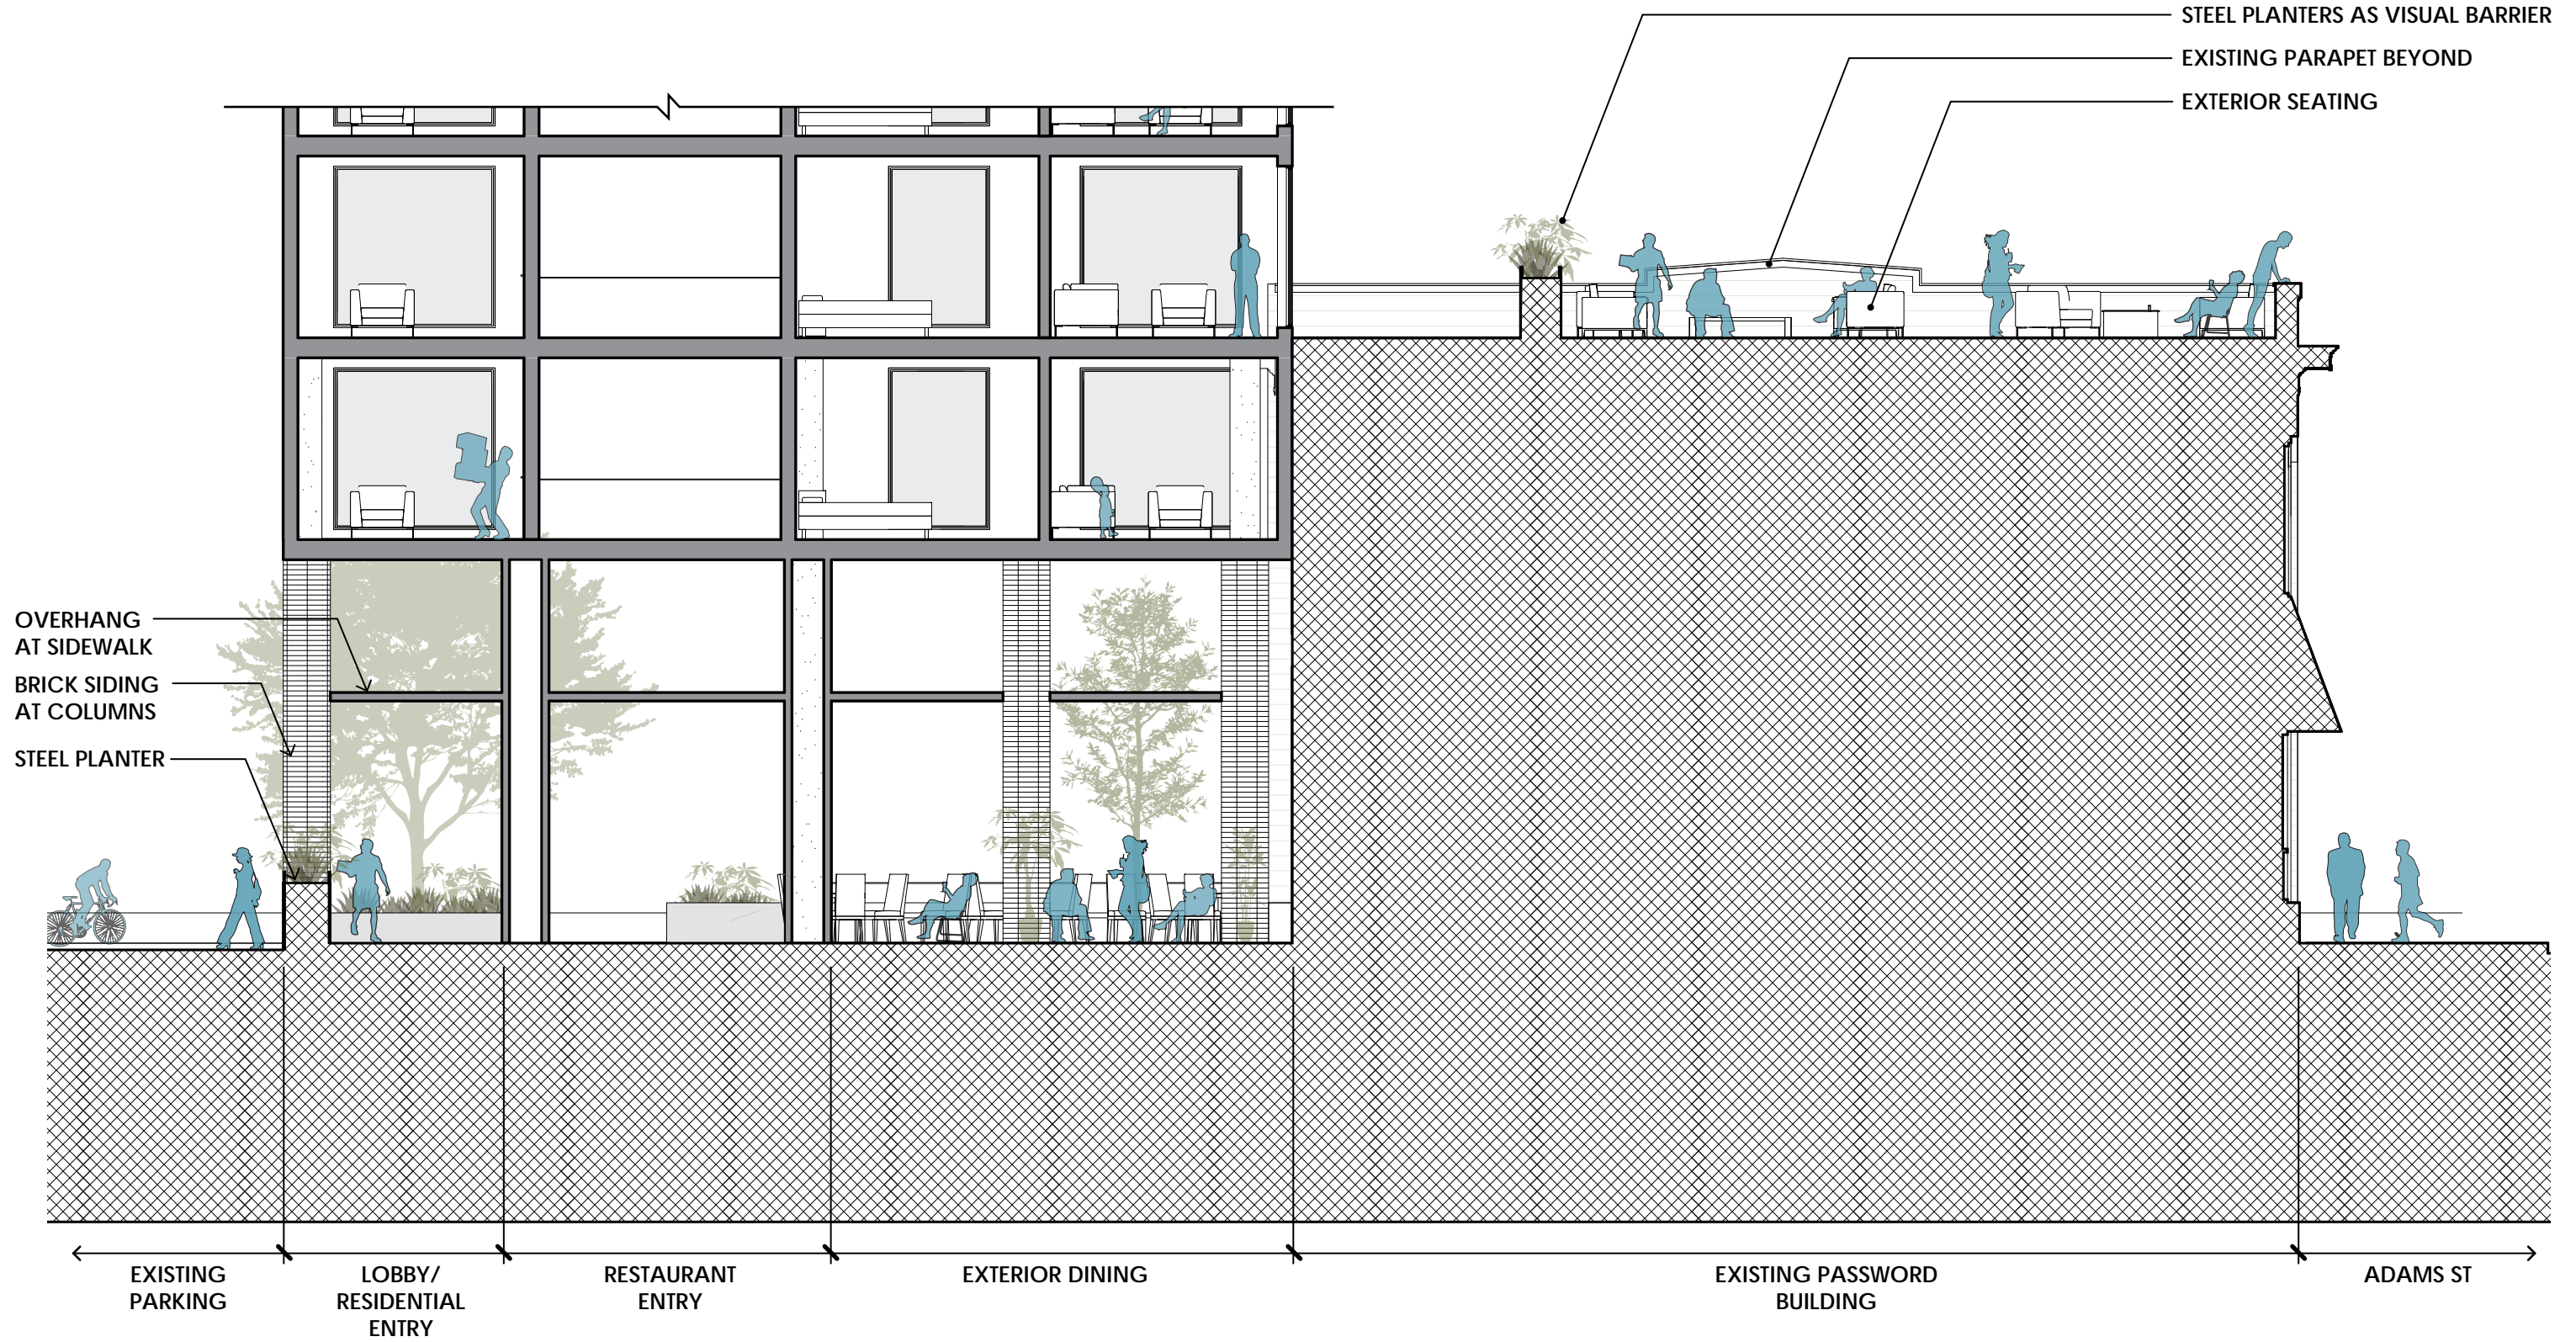 STEEL PLANTERS AS VISUAL BARRIER
EXISTING PARAPET BEYOND
EXTERIOR SEATING
OVERHANG
AT SIDEWALK
BRICK SIDING
AT COLUMNS
STEEL PLANTER
EXISTING
PARKING
LOBBY/
RESIDENTIAL
ENTRY
RESTAURANT
ENTRY
EXTERIOR DINING
EXISTING PASSWORD
BUILDING
ADAMS ST